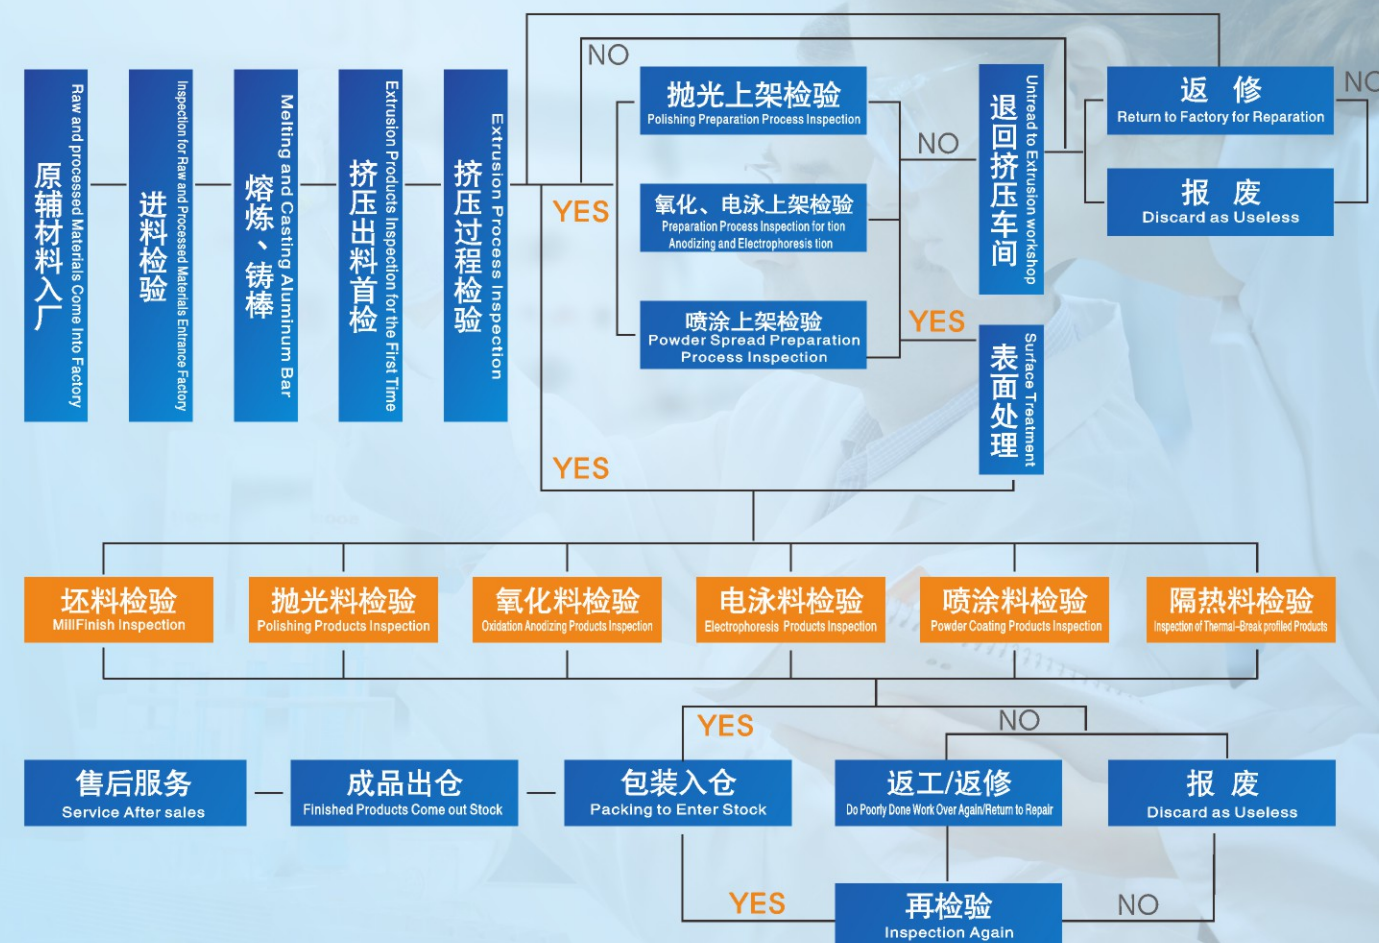 原辅材料入厂
Raw and processed Materials Come Into Factory
进料检验
Inspection for Raw and Processed Materials Entrance Factory
熔炼、铸棒
Melting and Casting Aluminum Bar
挤压出料首检
Extrusion Products Inspection for the First Time
挤压过程检验
Extrusion Process Inspection
NO
YES
抛光上架检验
Polishing Preparation Process Inspection
氧化、电泳上架检验
Preparation Process Inspection for tion
Anodizing and Electrophoresis tion
喷涂上架检验
Powder Spread Preparation
Process Inspection
NO
YES
退回挤压车间
Untread to Extrusion workshop
表面处理
Surface Treatment
返 修
Return to Factory for Reparation
NO
报 废
Discard as Useless
YES
坯料检验
MillFinish Inspection
抛光料检验
Polishing Products Inspection
氧化料检验
Oxidation Anodizing Products Inspection
电泳料检验
Electrophoresis Products Inspection
喷涂料检验
Powder Coating Products Inspection
隔热料检验
Inspection of Thermal-Break profiled Products
YES
NO
售后服务
Service After sales
成品出仓
Finished Products Come out Stock
包装入仓
Packing to Enter Stock
返工/返修
Do Poorly Done Work Over Again/Return to Repair
报 废
Discard as Useless
YES
再检验
Inspection Again
NO